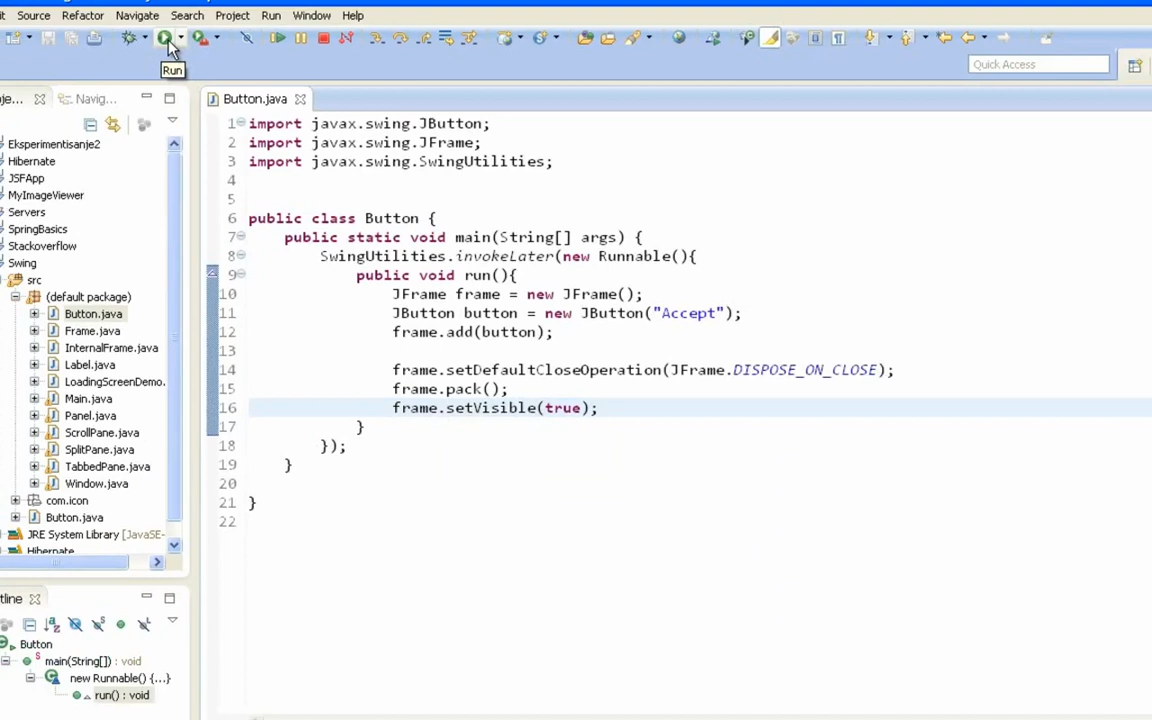 it Source Refactor Navigate Search Project Run Window Help
Quick Access
Run
oje... Navig... Button.java
Eksperimentisanje2
Hibernate
JSFApp
MyImageViewer
Servers
SpringBasics
Stackoverflow
Swing
src
(default package)
Button.java
Frame.java
InternalFrame.java
Label.java
LoadingScreenDemo.
Main.java
Panel.java
ScrollPane.java
SplitPane.java
TabbedPane.java
Window.java
com.icon
Button.java
JRE System Library [JavaSE-
Hibernate
1 import javax.swing.JButton;
2 import javax.swing.JFrame;
3 import javax.swing.SwingUtilities;
4
5
6 public class Button {
7 public static void main(String[] args) {
8 SwingUtilities.invokeLater(new Runnable(){
9 public void run(){
10 JFrame frame = new JFrame();
11 JButton button = new JButton("Accept");
12 frame.add(button);
13
14 frame.setDefaultCloseOperation(JFrame.DISPOSE_ON_CLOSE);
15 frame.pack();
16 frame.setVisible(true);
17 }
18 });
19 }
20
21 }
22
tline
Button
main(String[]) : void
new Runnable() {...}
run() : void